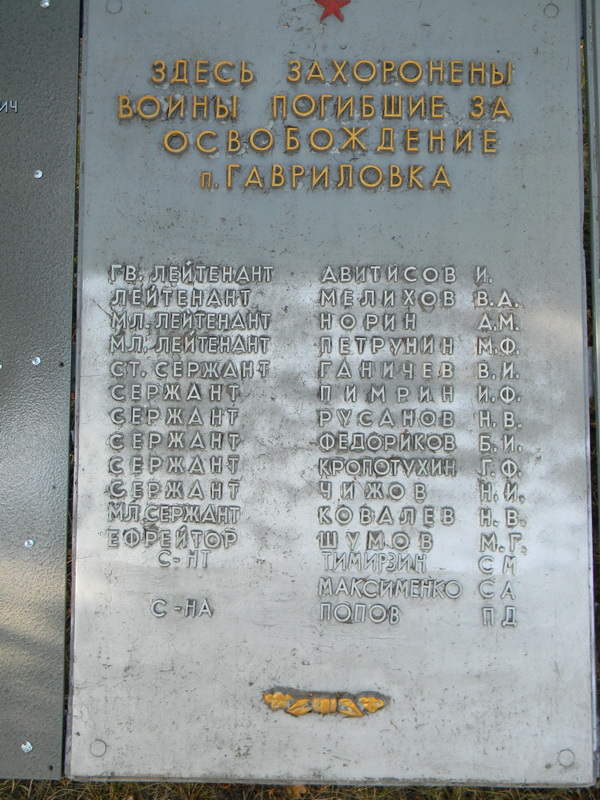 ИЧ
ЗДЕСЬ ЗАХОРОНЕНЫ
ВОИНЫ ПОГИБШИЕ ЗА
ОСВОБОЖДЕНИЕ
п. ГАВРИЛОВКА
ГВ. ЛЕЙТЕНАНТ АВИТИСОВ И.
ЛЕЙТЕНАНТ МЕЛИХОВ В.А.
МЛ. ЛЕЙТЕНАНТ НОРИН А.М.
МЛ. ЛЕЙТЕНАНТ ПЕТРУНИН М.Ф.
СТ. СЕРЖАНТ ГАНИЧЕВ В.И.
СЕРЖАНТ ПИМРИН И.Ф.
СЕРЖАНТ РУСАНОВ Н.В.
СЕРЖАНТ ФЕДОРИКОВ Б.И.
СЕРЖАНТ КРОПОТУХИН Г.Ф.
СЕРЖАНТ ЧИЖОВ Н.И.
МЛ. СЕРЖАНТ КОВАЛЕВ Н.В.
ЕФРЕЙТОР ШУМОВ М.Г.
С-НТ ТИМИРЗИН С М
МАКСИМЕНКО С А
С-НА ПОПОВ П Д